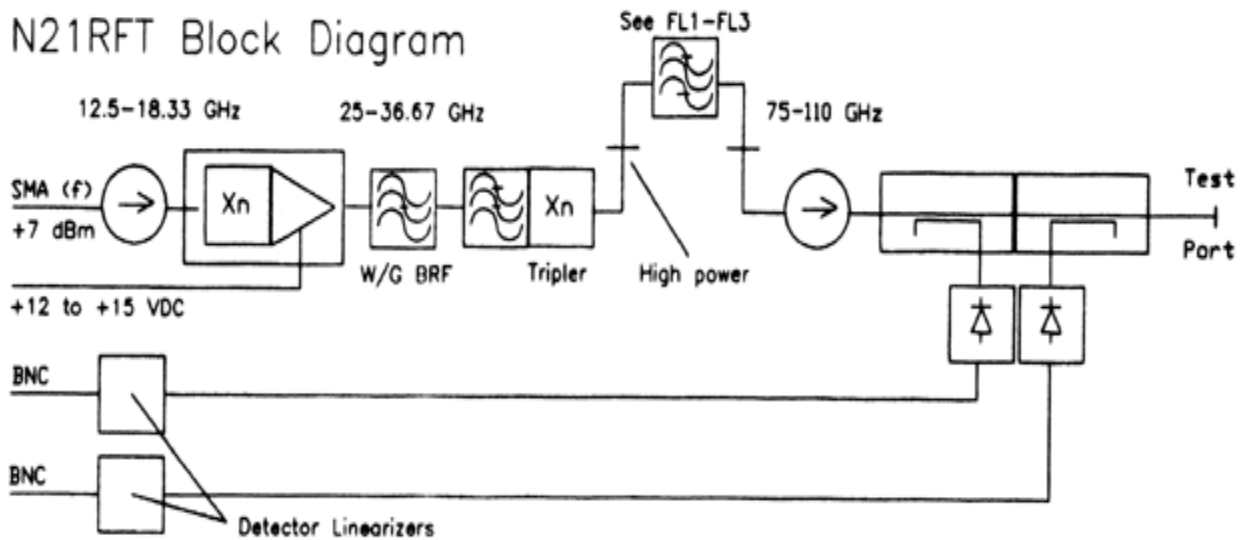 N21RFT Block Diagram
See FL1-FL3
12.5-18.33 GHz
25-36.67 GHz
75-110 GHz
SMA (f)
+7 dBm
Xn
Xn
W/G BRF
Tripler
High power
Test
Port
+12 to +15 VDC
BNC
BNC
Detector Linearizers